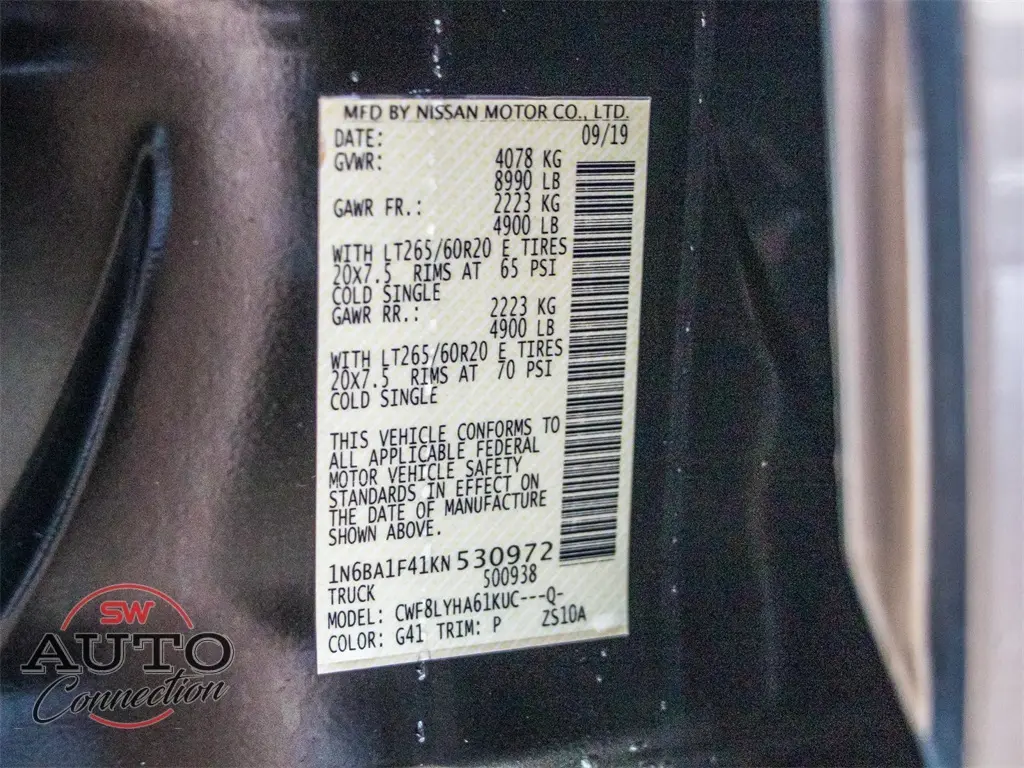 MFD BY NISSAN MOTOR CO., LTD.
DATE: 09/19
GVWR: 4078 KG
8990 LB
GAWR FR.: 2223 KG
4900 LB
WITH LT265/60R20 E TIRES
20x7.5 RIMS AT 65 PSI
COLD SINGLE
GAWR RR.: 2223 KG
4900 LB
WITH LT265/60R20 E TIRES
20x7.5 RIMS AT 70 PSI
COLD SINGLE
THIS VEHICLE CONFORMS TO
ALL APPLICABLE FEDERAL
MOTOR VEHICLE SAFETY
STANDARDS IN EFFECT ON
THE DATE OF MANUFACTURE
SHOWN ABOVE.
1N6BA1F41KN530972
TRUCK 500938
MODEL: CWF8LYHA61KUC---Q-
COLOR: G41 TRIM: P ZS10A
SW
AUTO
Connection